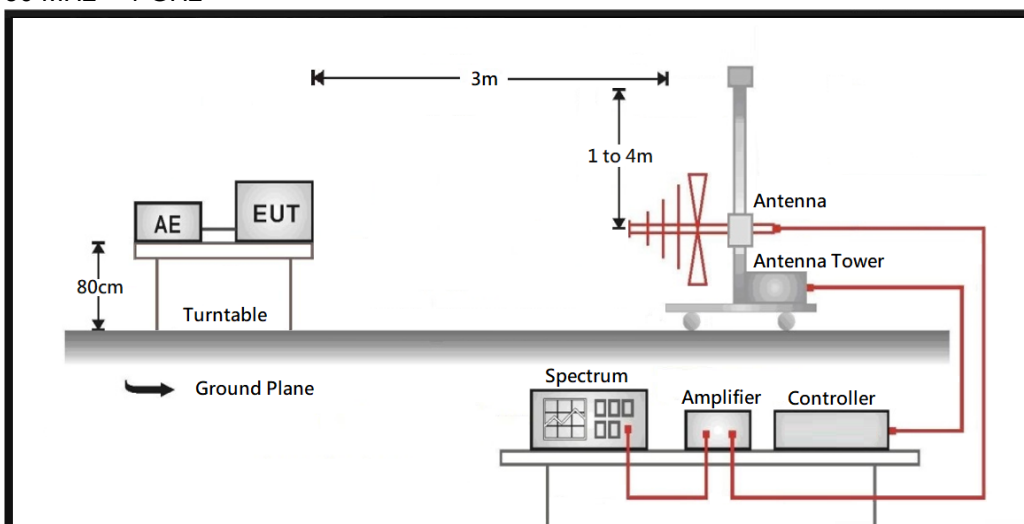 3m
1 to 4m
Antenna
AE
EUT
Antenna Tower
80cm
Turntable
Ground Plane
Spectrum
Amplifier
Controller